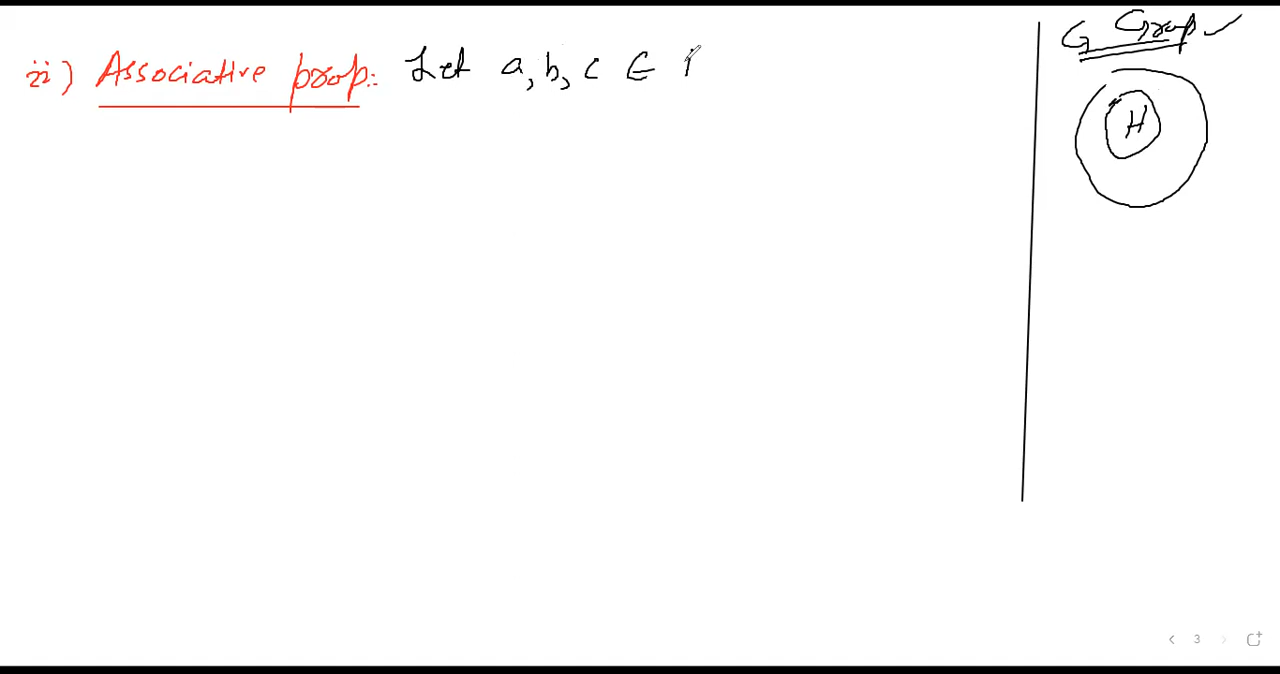 ii) Associative prop:- Let a, b, c ∈
G Group ✓
H
3